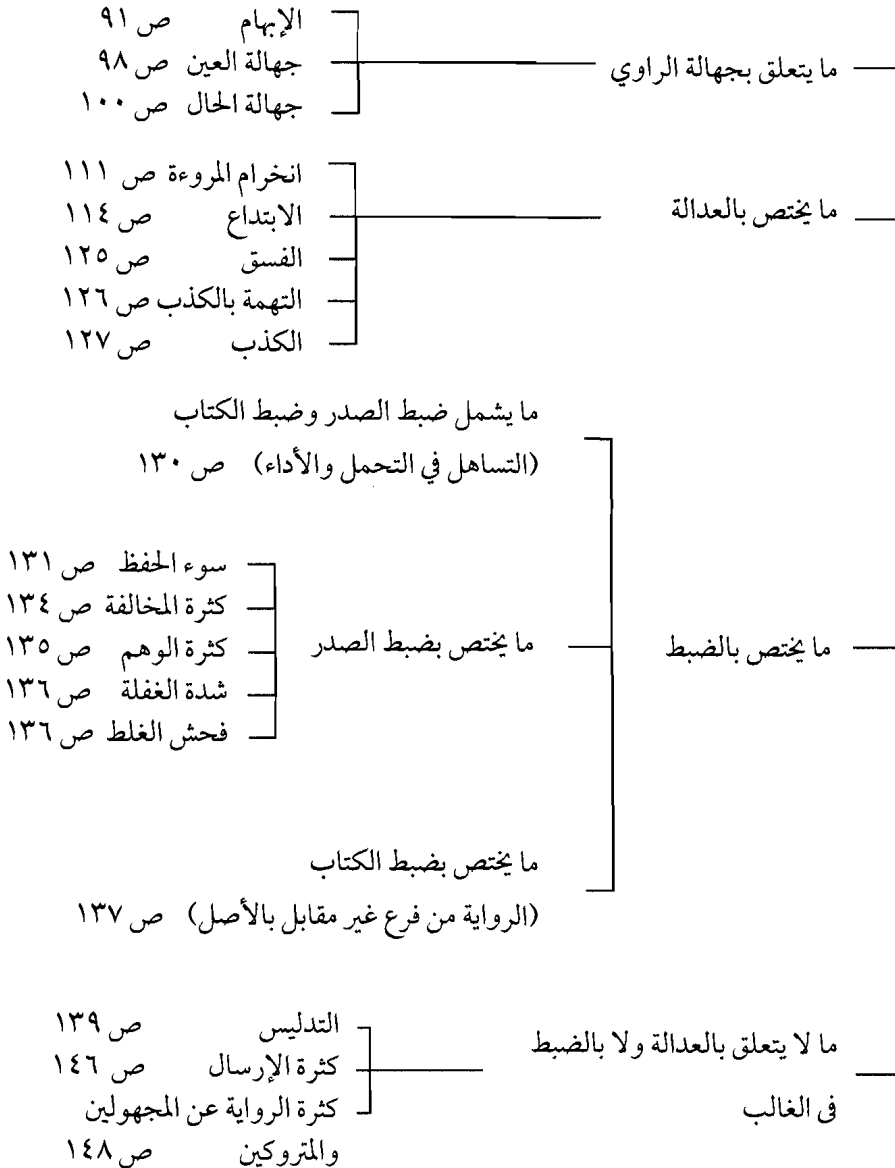 ما يتعلق بجهالة الراوي
الإبهام ص ٩١
جهالة العين ص ٩٨
جهالة الحال ص ١٠٠
ما يختص بالعدالة
انخرام المروءة ص ١١١
الابتداع ص ١١٤
الفسق ص ١٢٥
التهمة بالكذب ص ١٢٦
الكذب ص ١٢٧
ما يختص بالضبط
ما يشمل ضبط الصدر وضبط الكتاب
(التساهل في التحمل والأداء) ص ١٣٠
ما يختص بضبط الصدر
سوء الحفظ ص ١٣١
كثرة المخالفة ص ١٣٤
كثرة الوهم ص ١٣٥
شدة الغفلة ص ١٣٦
فحش الغلط ص ١٣٦
ما يختص بضبط الكتاب
(الرواية من فرع غير مقابل بالأصل) ص ١٣٧
ما لا يتعلق بالعدالة ولا بالضبط
فى الغالب
التدليس ص ١٣٩
كثرة الإرسال ص ١٤٦
كثرة الرواية عن المجهولين
والمتروكين ص ١٤٨